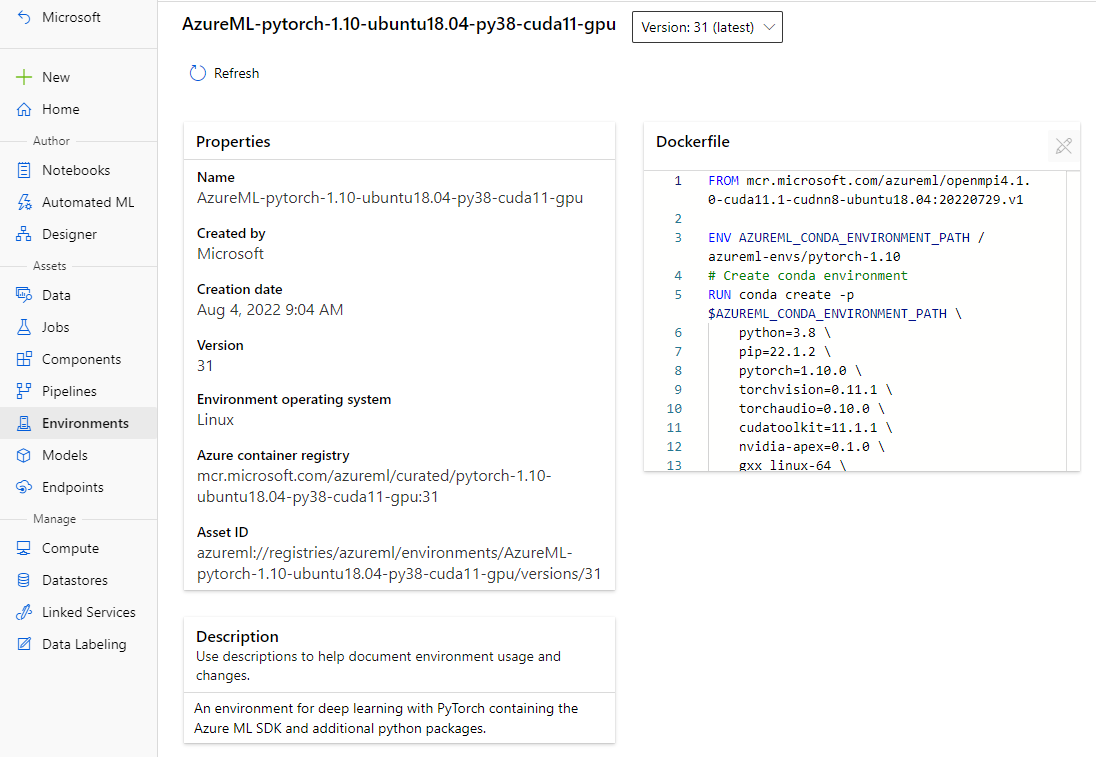 Microsoft
New
Home
Author
Notebooks
Automated ML
Designer
Assets
Data
Jobs
Components
Pipelines
Environments
Models
Endpoints
Manage
Compute
Datastores
Linked Services
Data Labeling
AzureML-pytorch-1.10-ubuntu18.04-py38-cuda11-gpu
Version: 31 (latest)
Refresh
Properties
Name
AzureML-pytorch-1.10-ubuntu18.04-py38-cuda11-gpu
Created by
Microsoft
Creation date
Aug 4, 2022 9:04 AM
Version
31
Environment operating system
Linux
Azure container registry
mcr.microsoft.com/azureml/curated/pytorch-1.10-
ubuntu18.04-py38-cuda11-gpu:31
Asset ID
azureml://registries/azureml/environments/AzureML-
pytorch-1.10-ubuntu18.04-py38-cuda11-gpu/versions/31
Description
Use descriptions to help document environment usage and
changes.
An environment for deep learning with PyTorch containing the
Azure ML SDK and additional python packages.
Dockerfile
1 FROM mcr.microsoft.com/azureml/openmpi4.1.
0-cuda11.1-cudnn8-ubuntu18.04:20220729.v1
2
3 ENV AZUREML_CONDA_ENVIRONMENT_PATH /
azureml-envs/pytorch-1.10
4 # Create conda environment
5 RUN conda create -p
$AZUREML_CONDA_ENVIRONMENT_PATH \
6 python=3.8 \
7 pip=22.1.2 \
8 pytorch=1.10.0 \
9 torchvision=0.11.1 \
10 torchaudio=0.10.0 \
11 cudatoolkit=11.1.1 \
12 nvidia-apex=0.1.0 \
13 gxx_linux-64 \